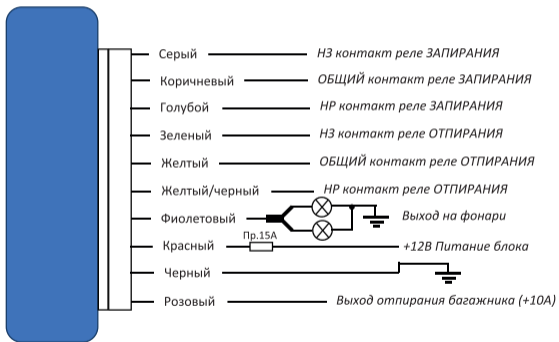 Серый НЗ контакт реле ЗАПИРАНИЯ
Коричневый ОБЩИЙ контакт реле ЗАПИРАНИЯ
Голубой НР контакт реле ЗАПИРАНИЯ
Зеленый НЗ контакт реле ОТПИРАНИЯ
Желтый ОБЩИЙ контакт реле ОТПИРАНИЯ
Желтый/черный НР контакт реле ОТПИРАНИЯ
Фиолетовый Выход на фонари
Красный Пр.15А +12В Питание блока
Черный
Розовый Выход отпирания багажника (+10А)